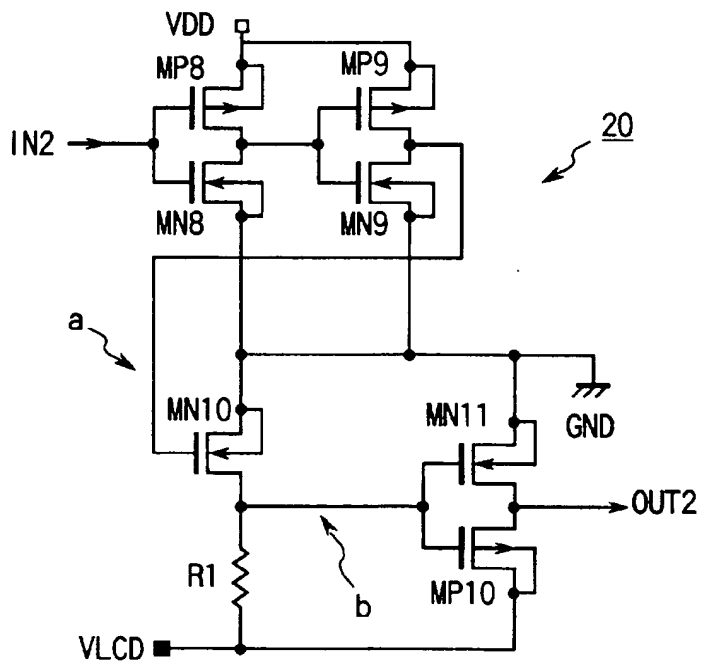 VDD
MP8
MP9
IN2
20
MN8
MN9
a
MN10
MN11
GND
OUT2
R1
MP10
b
VLCD